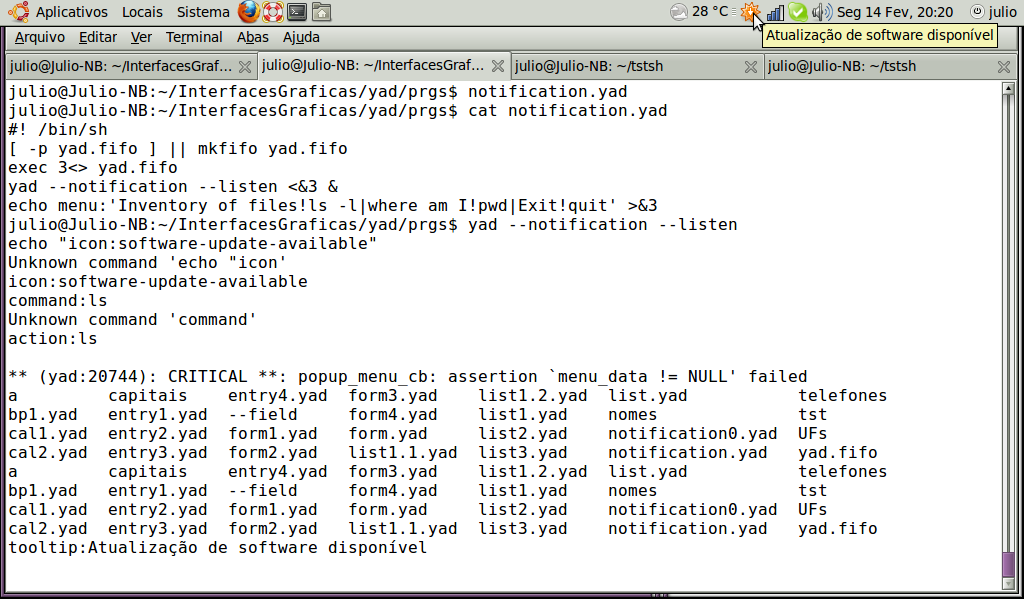 Aplicativos Locais Sistema 28 °C Seg 14 Fev, 20:20 julio
Atualização de software disponível
Arquivo Editar Ver Terminal Abas Ajuda
julio@Julio-NB: ~/InterfacesGraf... julio@Julio-NB: ~/InterfacesGraf... julio@Julio-NB: ~/tstsh julio@Julio-NB: ~/tstsh
julio@Julio-NB:~/InterfacesGraficas/yad/prgs$ notification.yad
julio@Julio-NB:~/InterfacesGraficas/yad/prgs$ cat notification.yad
#! /bin/sh
[ -p yad.fifo ] || mkfifo yad.fifo
exec 3<> yad.fifo
yad --notification --listen <&3 &
echo menu:'Inventory of files!ls -l|where am I!pwd|Exit!quit' >&3
julio@Julio-NB:~/InterfacesGraficas/yad/prgs$ yad --notification --listen
echo "icon:software-update-available"
Unknown command 'echo "icon'
icon:software-update-available
command:ls
Unknown command 'command'
action:ls
** (yad:20744): CRITICAL **: popup_menu_cb: assertion `menu_data != NULL' failed
a capitais entry4.yad form3.yad list1.2.yad list.yad telefones
bp1.yad entry1.yad --field form4.yad list1.yad nomes tst
cal1.yad entry2.yad form1.yad form.yad list2.yad notification0.yad UFs
cal2.yad entry3.yad form2.yad list1.1.yad list3.yad notification.yad yad.fifo
a capitais entry4.yad form3.yad list1.2.yad list.yad telefones
bp1.yad entry1.yad --field form4.yad list1.yad nomes tst
cal1.yad entry2.yad form1.yad form.yad list2.yad notification0.yad UFs
cal2.yad entry3.yad form2.yad list1.1.yad list3.yad notification.yad yad.fifo
tooltip:Atualização de software disponível